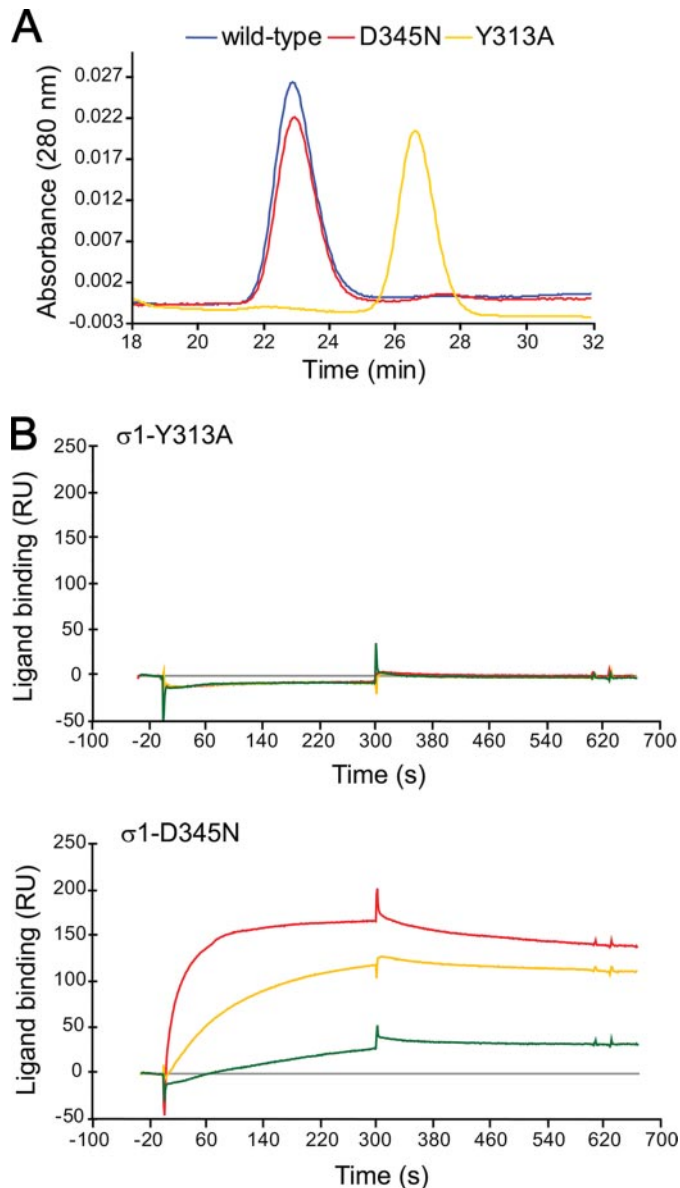 A
wild-type D345N Y313A
Absorbance (280 nm)
0.027
0.022
0.017
0.012
0.007
0.002
-0.003
18 20 22 24 26 28 30 32
Time (min)
B
σ1-Y313A
Ligand binding (RU)
250
200
150
100
50
0
-50
-100 -20 60 140 220 300 380 460 540 620 700
Time (s)
σ1-D345N
Ligand binding (RU)
250
200
150
100
50
0
-50
-100 -20 60 140 220 300 380 460 540 620 700
Time (s)